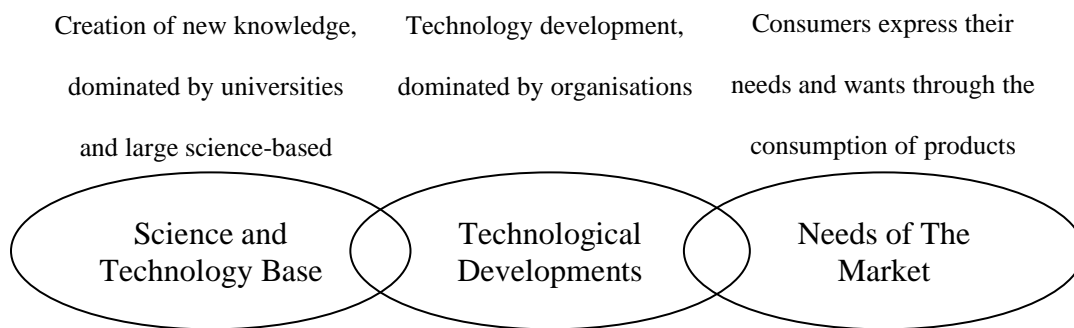 Creation of new knowledge,
dominated by universities
and large science-based
Technology development,
dominated by organisations
Consumers express their
needs and wants through the
consumption of products
Science and
Technology Base
Technological
Developments
Needs of The
Market